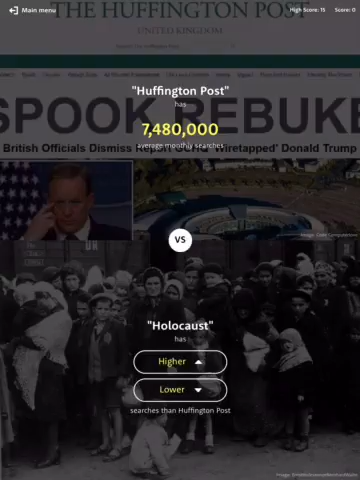 Main menu
High Score: 15 Score: 0
THE HUFFINGTON POST
UNITED KINGDOM
SPOOK REBUKE
"Huffington Post"
has
7,480,000
average monthly searches
British Officials Dismiss Report GCHQ 'Wiretapped' Donald Trump
VS
"Holocaust"
has
Higher
Lower
searches than Huffington Post